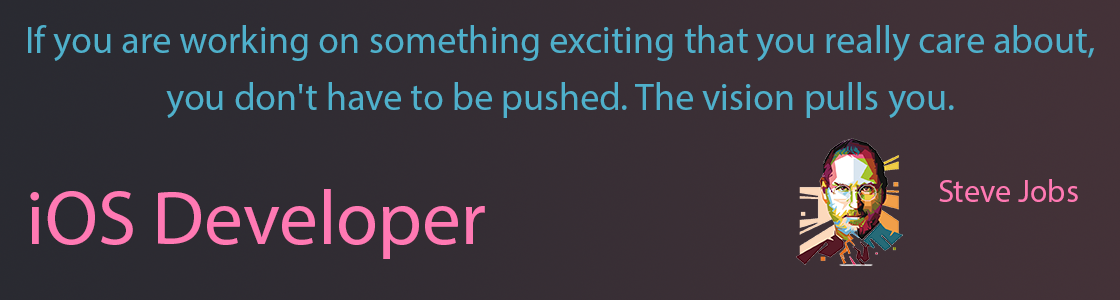 If you are working on something exciting that you really care about,
you don't have to be pushed. The vision pulls you.
iOS Developer
Steve Jobs